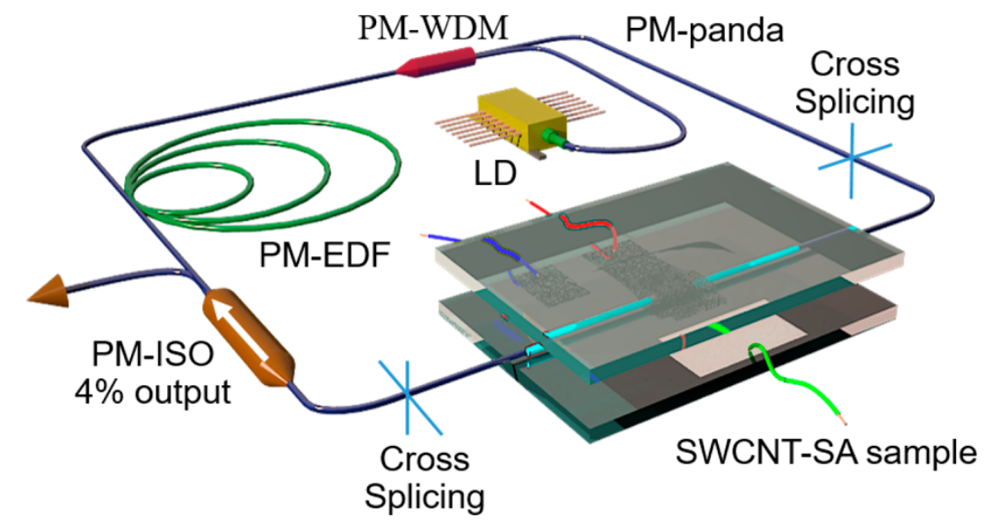 PM-WDM
PM-panda
Cross
Splicing
LD
PM-EDF
PM-ISO
4% output
SWCNT-SA sample
Cross
Splicing